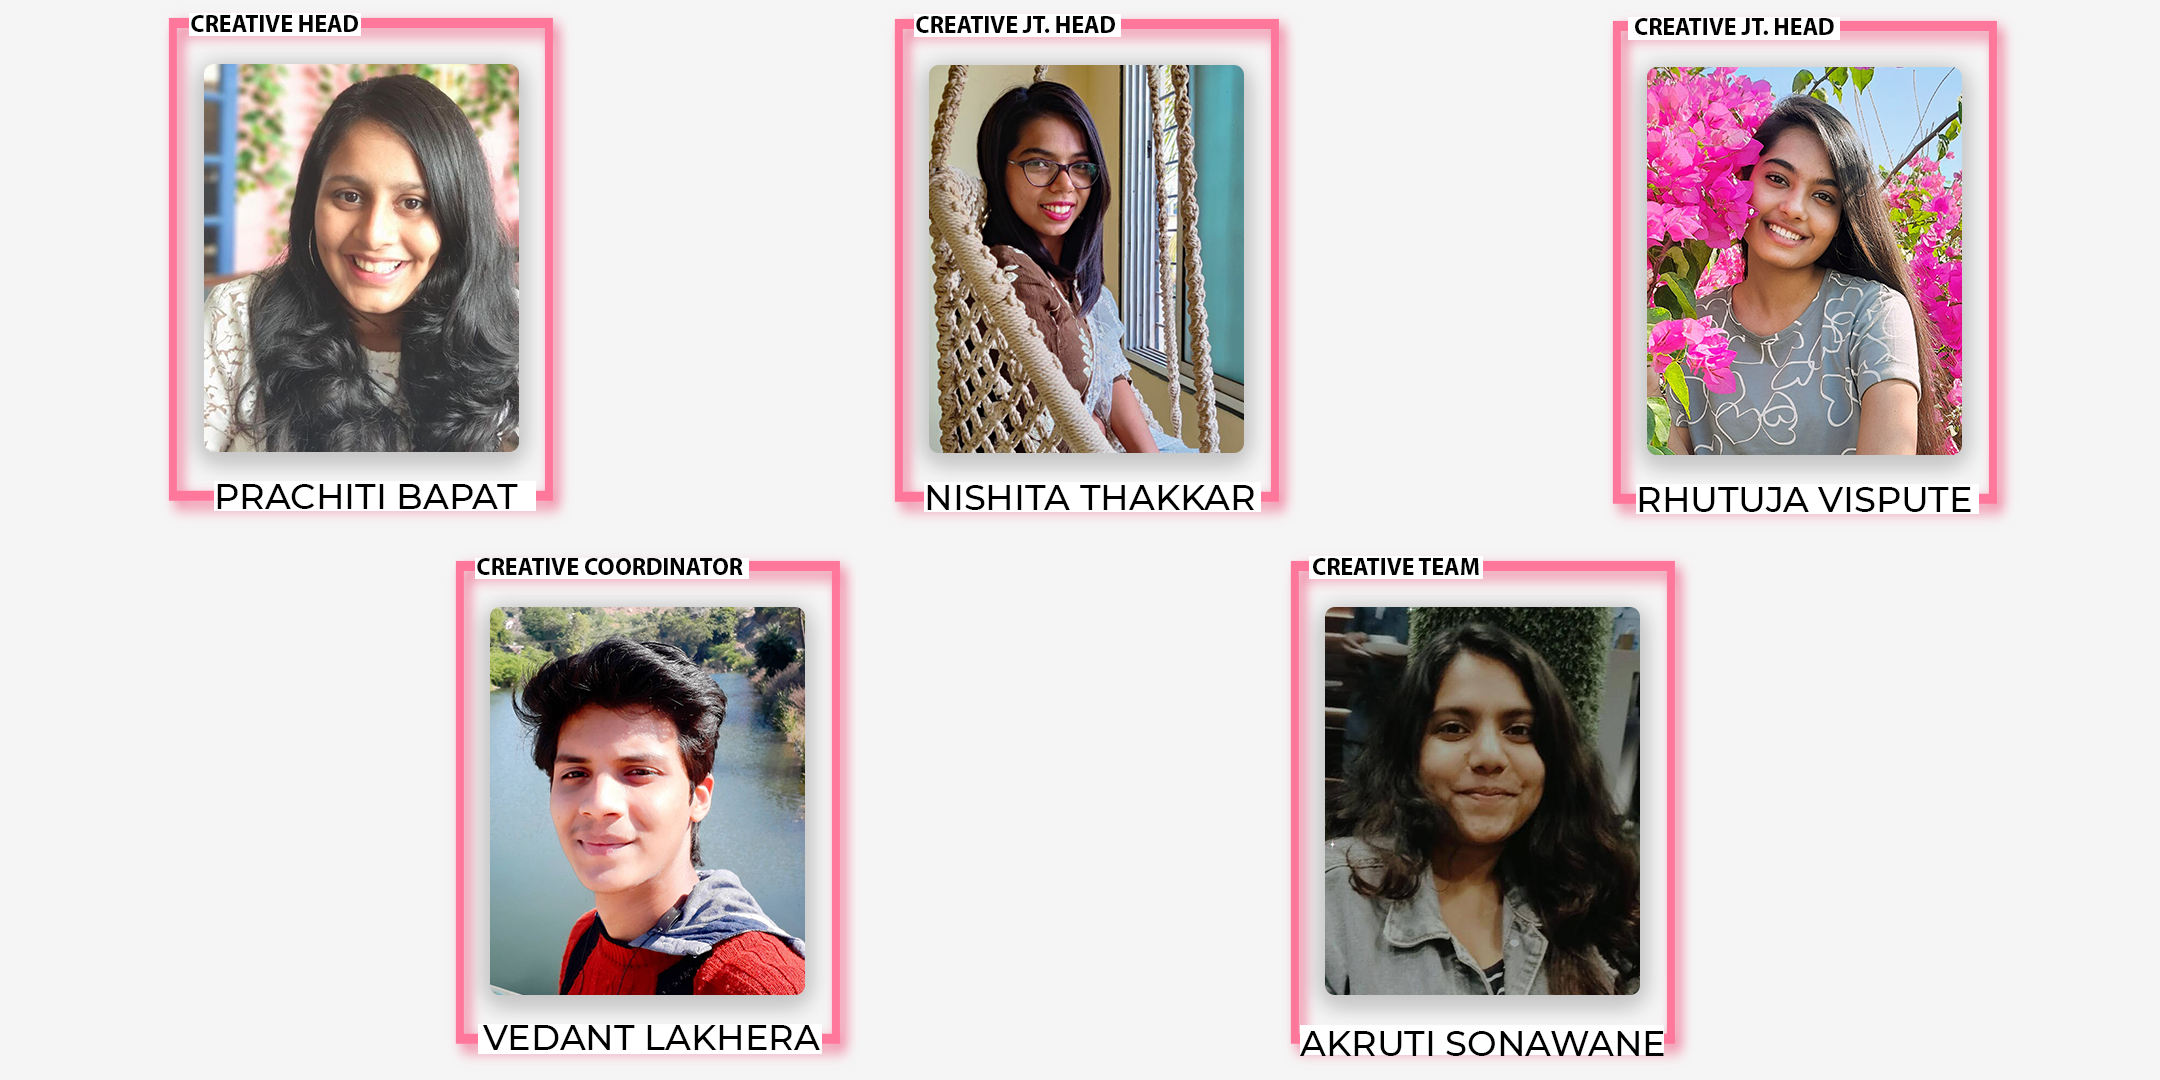 CREATIVE HEAD
PRACHITI BAPAT
CREATIVE JT. HEAD
NISHITA THAKKAR
CREATIVE JT. HEAD
RHUTUJA VISPUTE
CREATIVE COORDINATOR
VEDANT LAKHERA
CREATIVE TEAM
AKRUTI SONAWANE